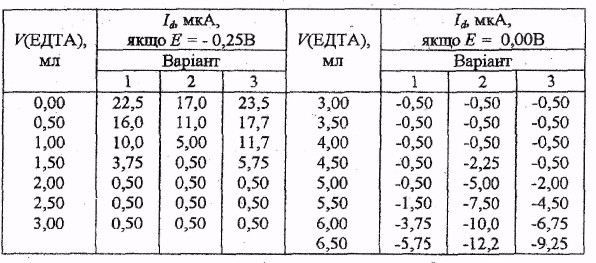 V(ЕДТА), мл I_d, мкА, якщо E = - 0,25В V(ЕДТА), мл I_d, мкА, якщо E = 0,00В
Варіант Варіант
1 2 3 1 2 3
0,00 22,5 17,0 23,5 3,00 -0,50 -0,50 -0,50
0,50 16,0 11,0 17,7 3,50 -0,50 -0,50 -0,50
1,00 10,0 5,00 11,7 4,00 -0,50 -0,50 -0,50
1,50 3,75 0,50 5,75 4,50 -0,50 -2,25 -0,50
2,00 0,50 0,50 0,50 5,00 -0,50 -5,00 -2,00
2,50 0,50 0,50 0,50 5,50 -1,50 -7,50 -4,50
3,00 0,50 0,50 0,50 6,00 -3,75 -10,0 -6,75
6,50 -5,75 -12,2 -9,25